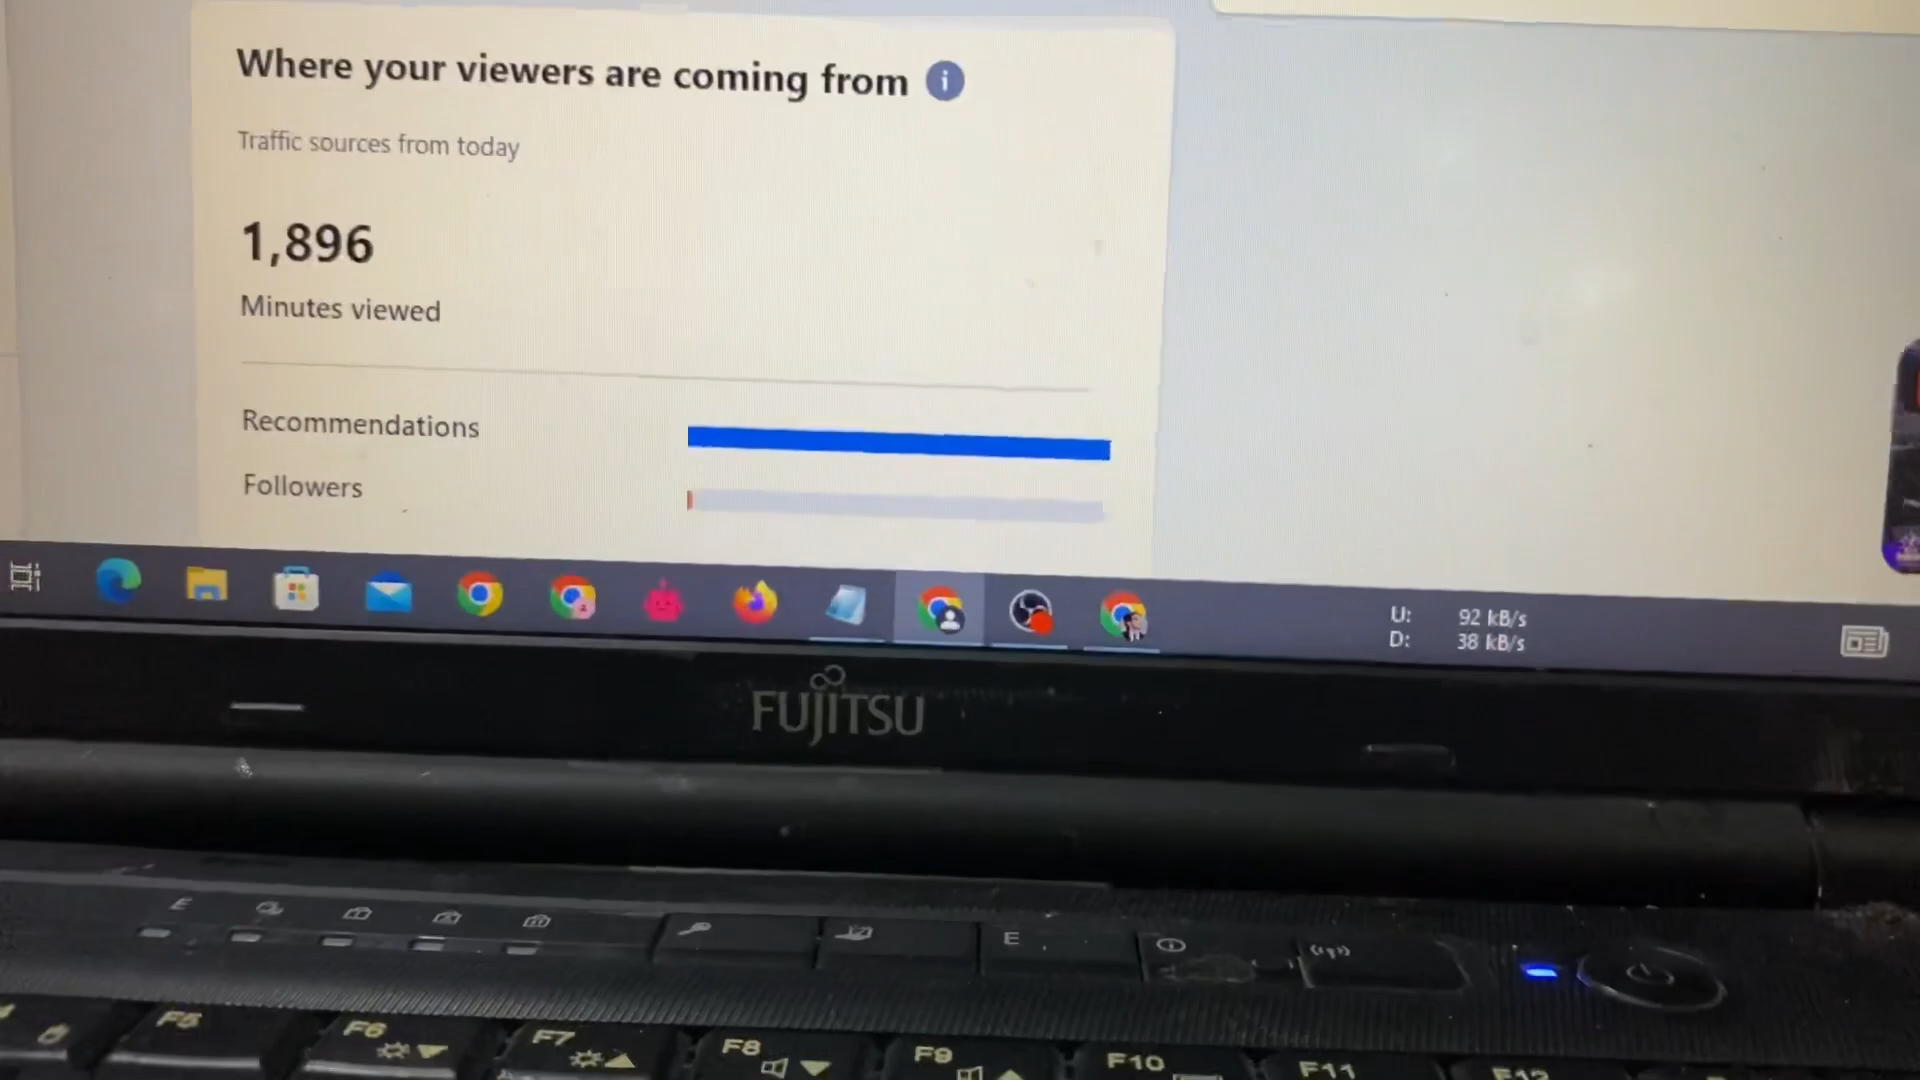 Where your viewers are coming from i
Traffic sources from today
1,896
Minutes viewed
Recommendations
Followers
U: 92 kB/s
D: 38 kB/s
FUJITSU
E
F5
F6
F7
F8
F9
F10
F11
F12